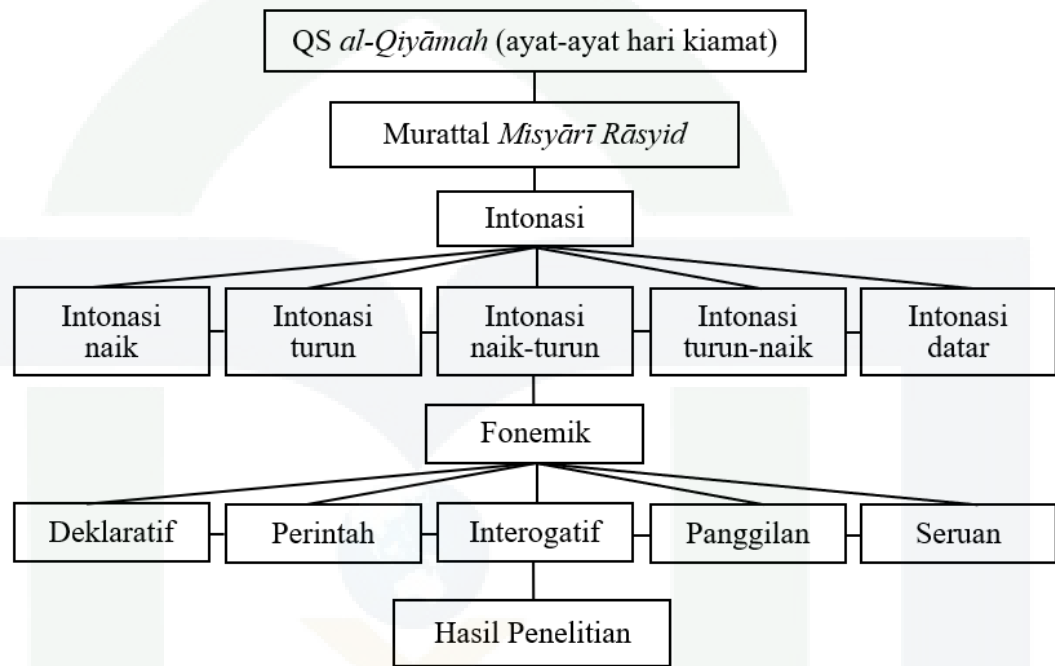 QS al-Qiyāmah (ayat-ayat hari kiamat)
Murattal Misyārī Rāsyid
Intonasi
Intonasi
naik
Intonasi
turun
Intonasi
naik-turun
Intonasi
turun-naik
Intonasi
datar
Fonemik
Deklaratif
Perintah
Interogatif
Panggilan
Seruan
Hasil Penelitian